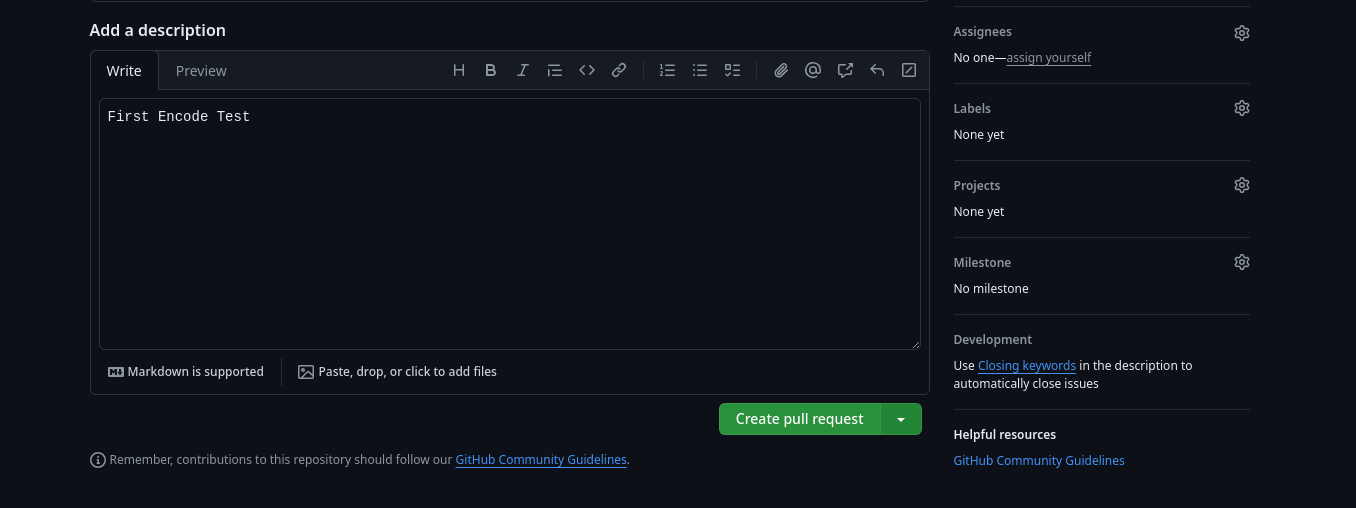 Add a description
Write
Preview
First Encode Test
Markdown is supported
Paste, drop, or click to add files
Create pull request
Remember, contributions to this repository should follow our GitHub Community Guidelines.
Assignees
No one—assign yourself
Labels
None yet
Projects
None yet
Milestone
No milestone
Development
Use Closing keywords in the description to
automatically close issues
Helpful resources
GitHub Community Guidelines